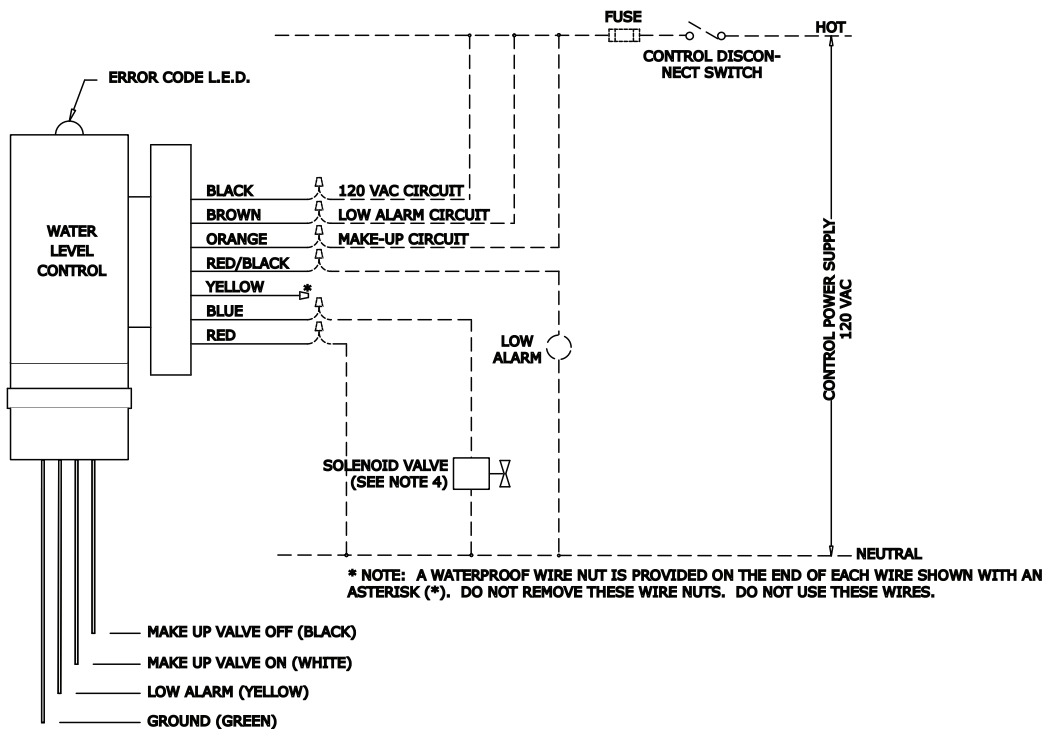 FUSE
HOT
CONTROL DISCON-
NECT SWITCH
ERROR CODE L.E.D.
BLACK
120 VAC CIRCUIT
BROWN
LOW ALARM CIRCUIT
ORANGE
MAKE-UP CIRCUIT
RED/BLACK
YELLOW
*
BLUE
RED
WATER
LEVEL
CONTROL
LOW
ALARM
CONTROL POWER SUPPLY
120 VAC
SOLENOID VALVE
(SEE NOTE 4)
NEUTRAL
* NOTE: A WATERPROOF WIRE NUT IS PROVIDED ON THE END OF EACH WIRE SHOWN WITH AN
ASTERISK (*). DO NOT REMOVE THESE WIRE NUTS. DO NOT USE THESE WIRES.
MAKE UP VALVE OFF (BLACK)
MAKE UP VALVE ON (WHITE)
LOW ALARM (YELLOW)
GROUND (GREEN)